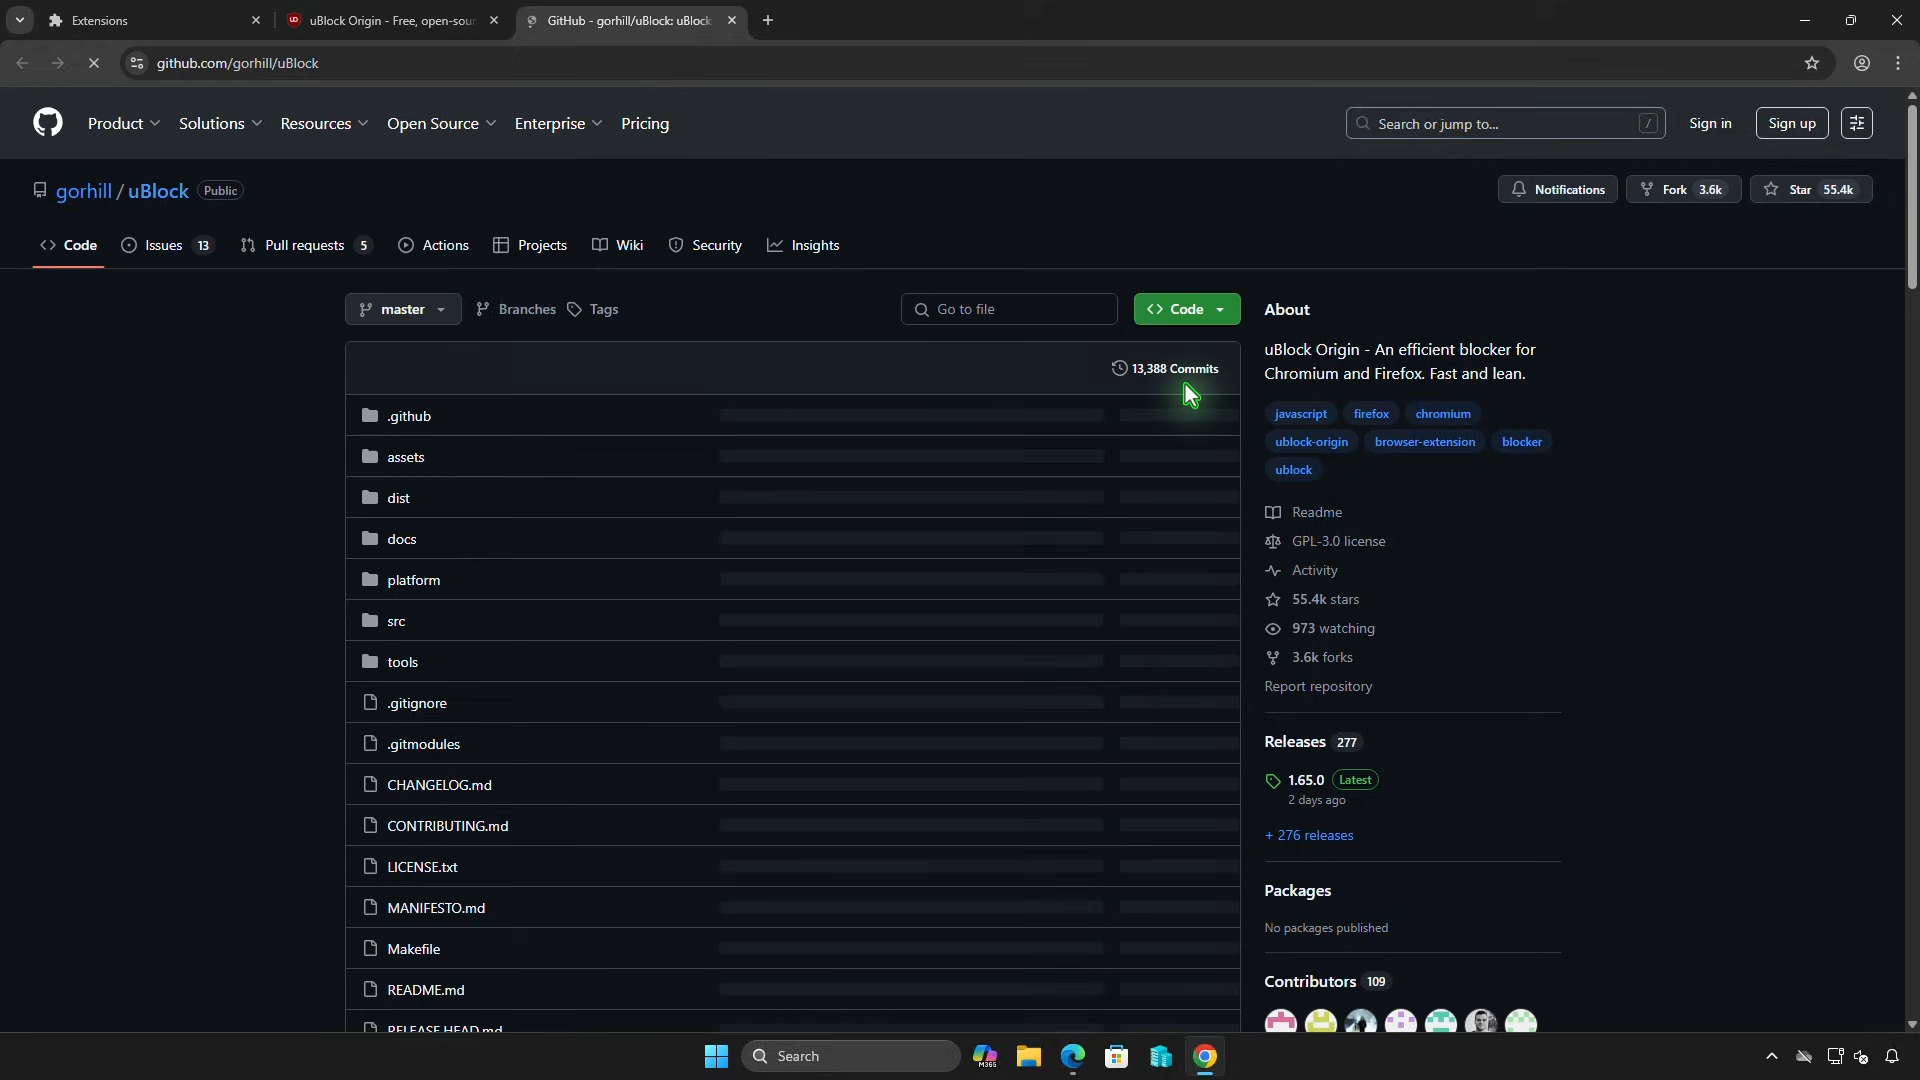 Extensions
uBlock Origin - Free, open-sou
GitHub - gorhill/uBlock: uBlock
github.com/gorhill/uBlock
Product
Solutions
Resources
Open Source
Enterprise
Pricing
Search or jump to...
/
Sign in
Sign up
gorhill / uBlock
Public
Notifications
Fork 3.6k
Star 55.4k
Code
Issues 13
Pull requests 5
Actions
Projects
Wiki
Security
Insights
master
Branches
Tags
Go to file
Code
13,388 Commits
.github
assets
dist
docs
platform
src
tools
.gitignore
.gitmodules
CHANGELOG.md
CONTRIBUTING.md
LICENSE.txt
MANIFESTO.md
Makefile
README.md
RELEASE.HEAD.md
About
uBlock Origin - An efficient blocker for
Chromium and Firefox. Fast and lean.
javascript firefox chromium
ublock-origin browser-extension blocker
ublock
Readme
GPL-3.0 license
Activity
55.4k stars
973 watching
3.6k forks
Report repository
Releases 277
1.65.0 Latest
2 days ago
+ 276 releases
Packages
No packages published
Contributors 109
Search
M365